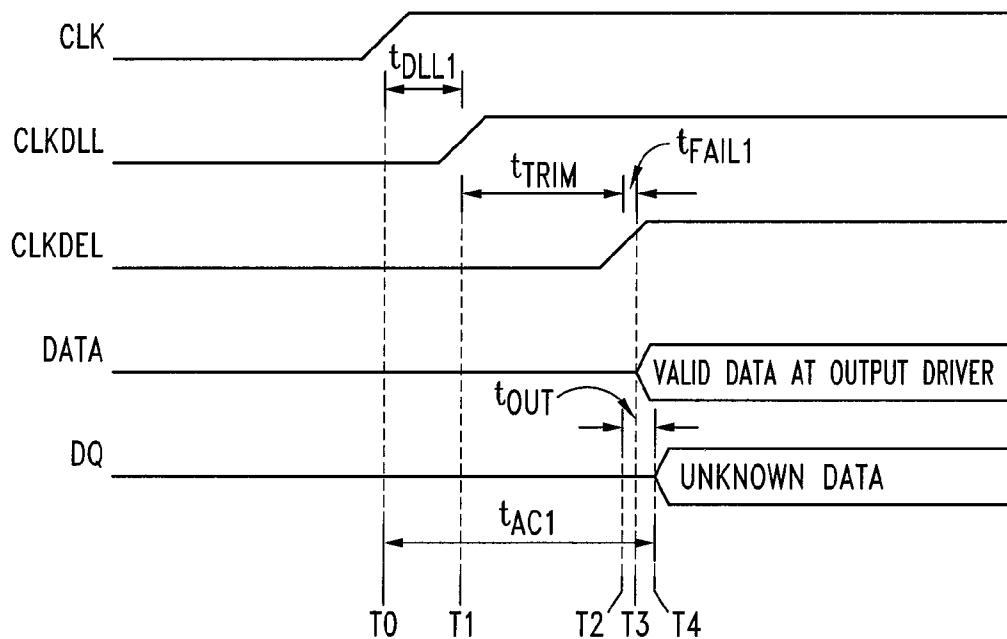 CLK
tDLL1
CLKDLL
tTRIM
tFAIL1
CLKDEL
DATA
VALID DATA AT OUTPUT DRIVER
tOUT
DQ
UNKNOWN DATA
tAC1
T0 T1 T2 T3 T4